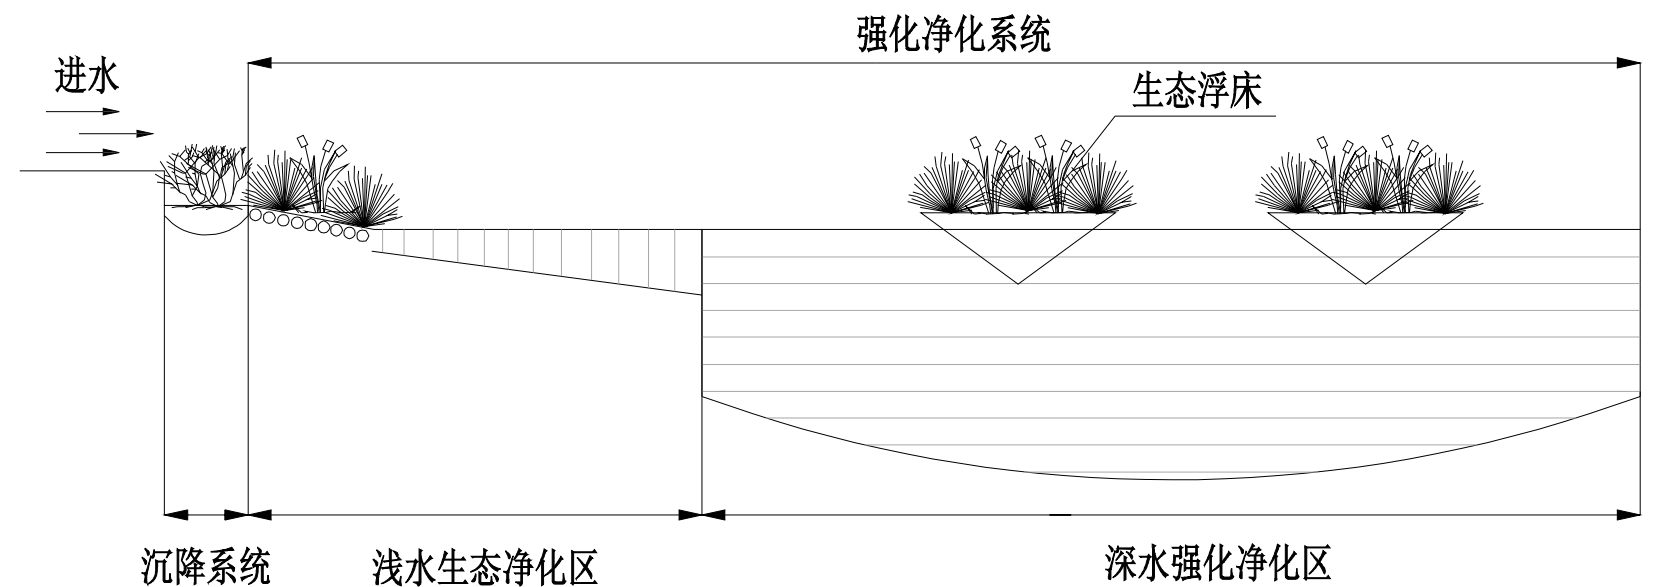 强化净化系统
进水
生态浮床
沉降系统
浅水生态净化区
深水强化净化区